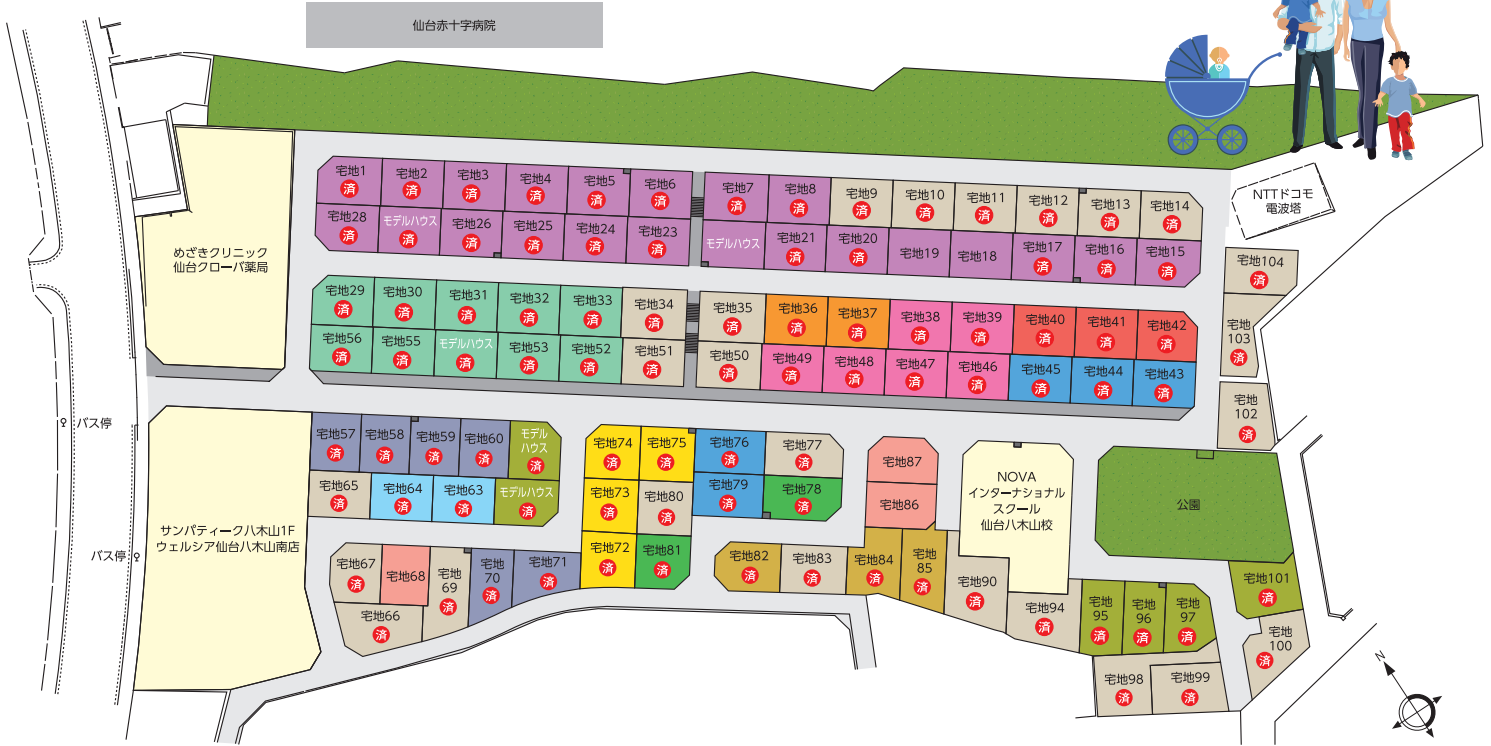 仙台赤十字病院
NTTドコモ
電波塔
めざきクリニック
仙台クローバ薬局
宅地1
済
宅地2
済
宅地3
済
宅地4
済
宅地5
済
宅地6
済
宅地7
済
宅地8
済
宅地9
済
宅地10
済
宅地11
済
宅地12
済
宅地13
済
宅地14
済
宅地28
済
モデルハウス
済
宅地26
済
宅地25
済
宅地24
済
宅地23
済
モデルハウス
宅地21
済
宅地20
済
宅地19
宅地18
宅地17
済
宅地16
済
宅地15
済
宅地104
済
宅地
103
済
宅地
102
済
宅地29
済
宅地30
済
宅地31
済
宅地32
済
宅地33
済
宅地34
済
宅地35
済
宅地36
済
宅地37
済
宅地38
済
宅地39
済
宅地40
済
宅地41
済
宅地42
済
宅地56
済
宅地55
済
モデルハウス
済
宅地53
済
宅地52
済
宅地51
済
宅地50
済
宅地49
済
宅地48
済
宅地47
済
宅地46
済
宅地45
済
宅地44
済
宅地43
済
バス停
バス停
サンパティーク八木山1F
ウェルシア仙台八木山南店
宅地57
済
宅地58
済
宅地59
済
宅地60
済
モデル
ハウス
済
宅地65
済
宅地64
済
宅地63
済
モデルハウス
済
宅地74
済
宅地75
済
宅地76
済
宅地77
済
宅地73
済
宅地80
済
宅地79
済
宅地78
済
宅地72
済
宅地81
済
宅地67
済
宅地68
宅地
69
済
宅地
70
済
宅地71
済
宅地66
済
宅地87
宅地86
宅地82
済
宅地83
済
宅地84
済
宅地
85
済
宅地90
済
NOVA
インターナショナル
スクール
仙台八木山校
公園
宅地94
済
宅地
95
済
宅地
96
済
宅地
97
済
宅地98
済
宅地99
済
宅地101
済
宅地
100
済
N